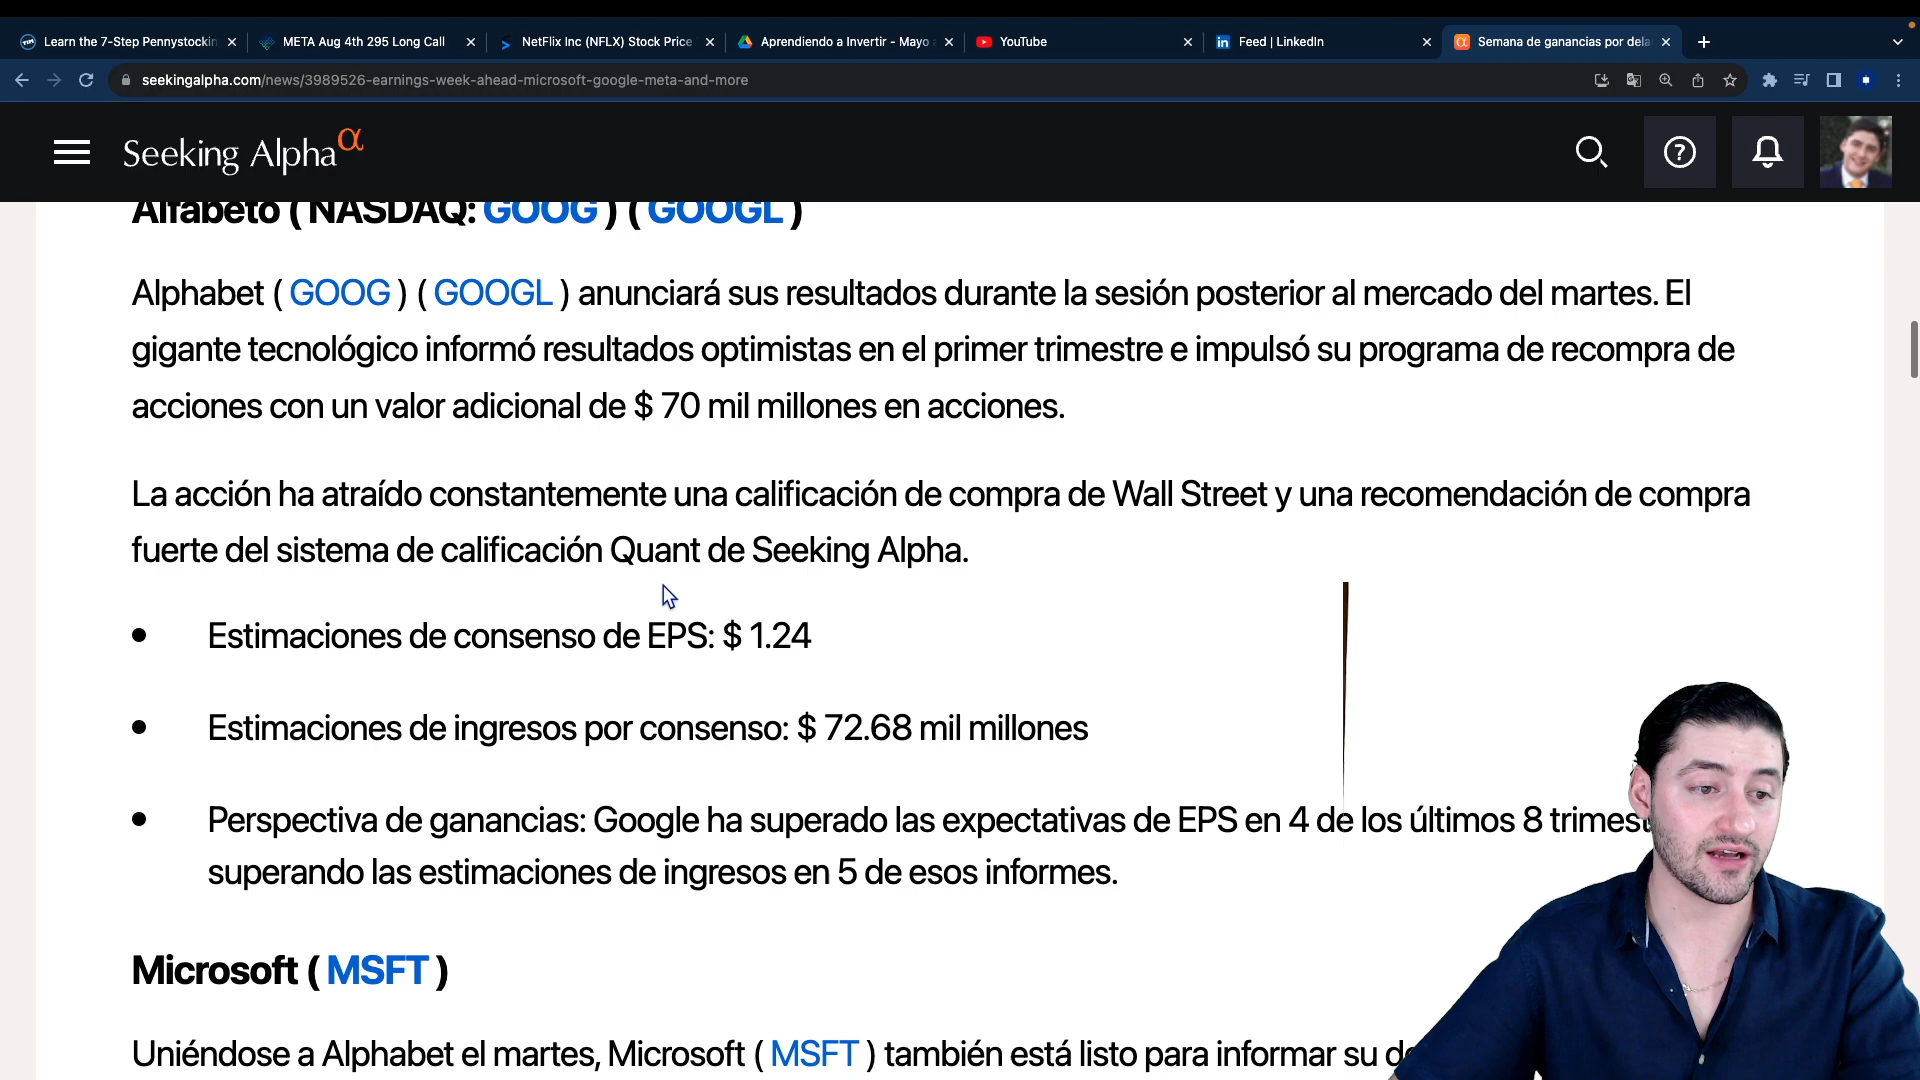 Learn the 7-Step Pennystockin
META Aug 4th 295 Long Call
NetFlix Inc (NFLX) Stock Price
Aprendiendo a Invertir - Mayo
YouTube
Feed | LinkedIn
Semana de ganancias por dela
seekingalpha.com/news/3989526-earnings-week-ahead-microsoft-google-meta-and-more
Seeking Alpha α
Alfabeto ( NASDAQ: GOOG ) ( GOOGL )
Alphabet ( GOOG ) ( GOOGL ) anunciará sus resultados durante la sesión posterior al mercado del martes. El
gigante tecnológico informó resultados optimistas en el primer trimestre e impulsó su programa de recompra de
acciones con un valor adicional de $ 70 mil millones en acciones.
La acción ha atraído constantemente una calificación de compra de Wall Street y una recomendación de compra
fuerte del sistema de calificación Quant de Seeking Alpha.
• Estimaciones de consenso de EPS: $ 1.24
• Estimaciones de ingresos por consenso: $ 72.68 mil millones
• Perspectiva de ganancias: Google ha superado las expectativas de EPS en 4 de los últimos 8 trimest
superando las estimaciones de ingresos en 5 de esos informes.
Microsoft ( MSFT )
Uniéndose a Alphabet el martes, Microsoft ( MSFT ) también está listo para informar su